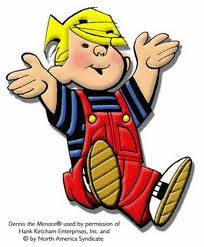 Dennis the Menace® used by permission of
Hank Ketcham Enterprises, Inc. and
© by North America Syndicate